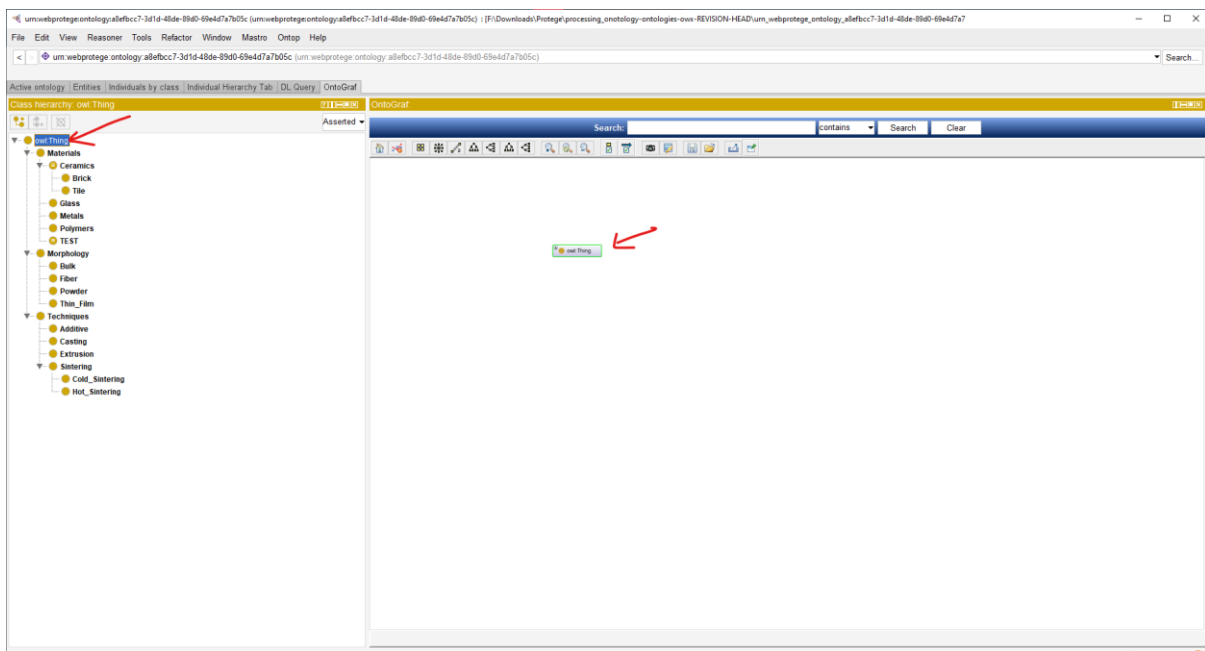 urn:webprotege:ontology:a8efbcc7-3d1d-48de-89d0-69e4d7a7b05c (urn:webprotege:ontology:a8efbcc7-3d1d-48de-89d0-69e4d7a7b05c) : [F:\Downloads\Protege\processing_onotology-ontologies-owx-REVISION-HEAD\urn_webprotege_ontology_a8efbcc7-3d1d-48de-89d0-69e4d7a7
File Edit View Reasoner Tools Refactor Window Mastro Ontop Help
< > urn:webprotege:ontology:a8efbcc7-3d1d-48de-89d0-69e4d7a7b05c (urn:webprotege:ontology:a8efbcc7-3d1d-48de-89d0-69e4d7a7b05c) Search...
Active ontology Entities Individuals by class Individual Hierarchy Tab DL Query OntoGraf
Class hierarchy: owl:Thing
Asserted
owl:Thing
Materials
Ceramics
Brick
Tile
Glass
Metals
Polymers
TEST
Morphology
Bulk
Fiber
Powder
Thin_Film
Techniques
Additive
Casting
Extrusion
Sintering
Cold_Sintering
Hot_Sintering
OntoGraf
Search: contains Search Clear
owl:Thing